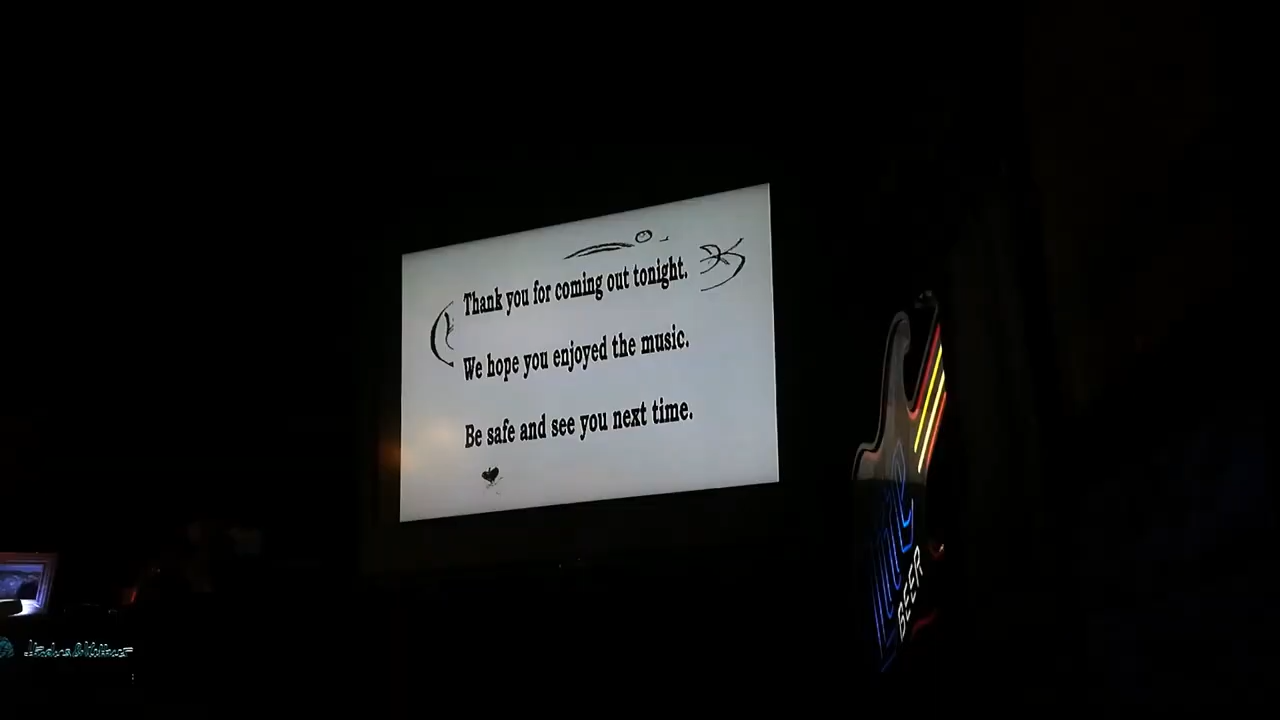 Thank you for coming out tonight.
We hope you enjoyed the music.
Be safe and see you next time.
Lite
BEER